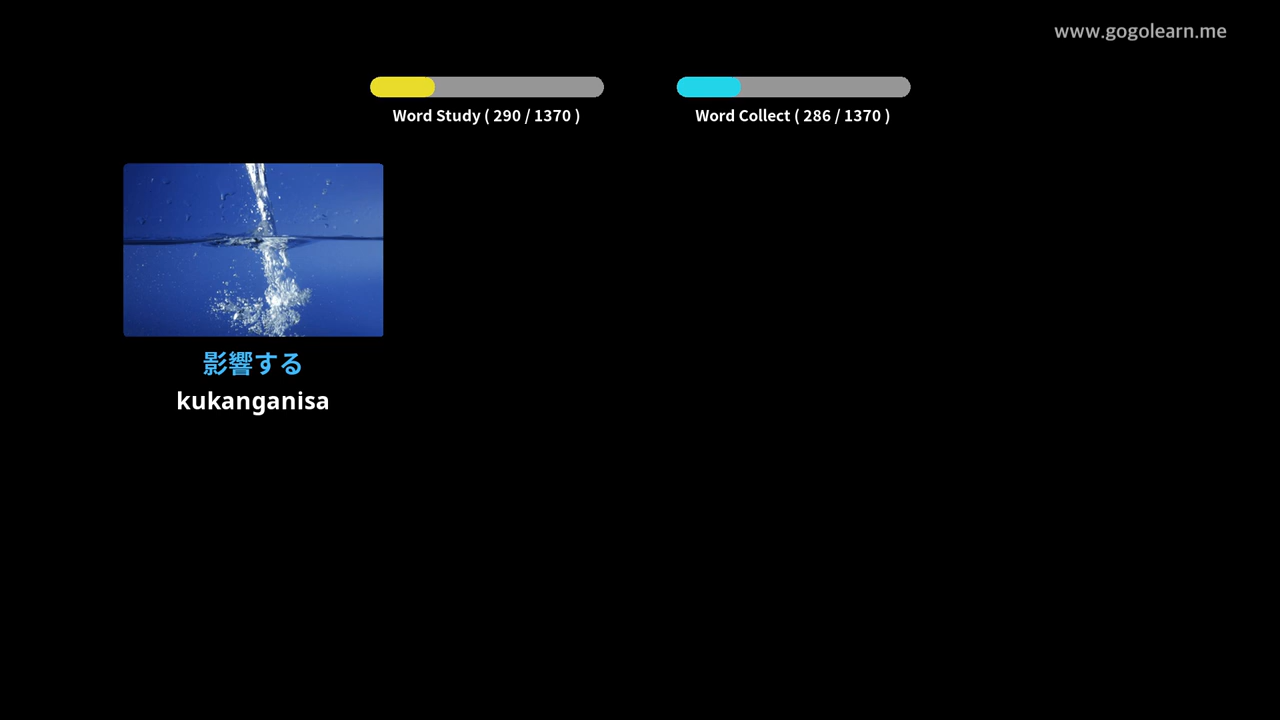 www.gogolearn.me
Word Study ( 290 / 1370 )
Word Collect ( 286 / 1370 )
影響する
kukanganisa